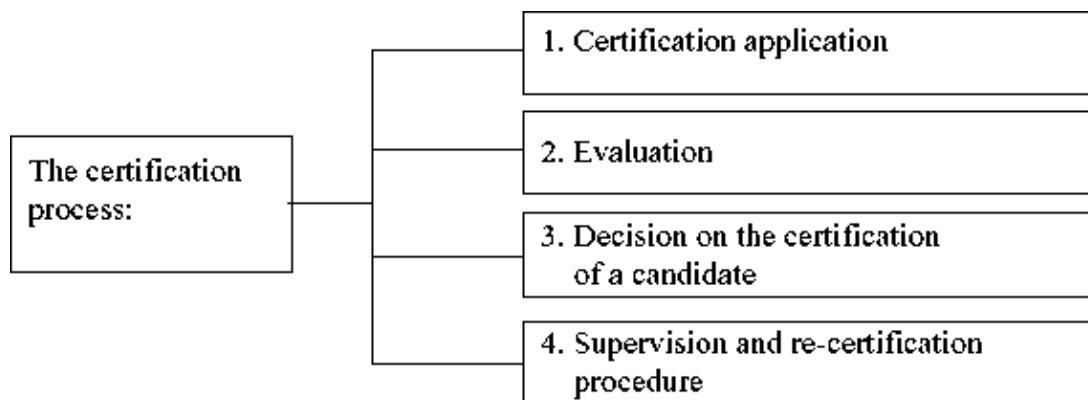 The certification
process:
1. Certification application
2. Evaluation
3. Decision on the certification
of a candidate
4. Supervision and re-certification
procedure